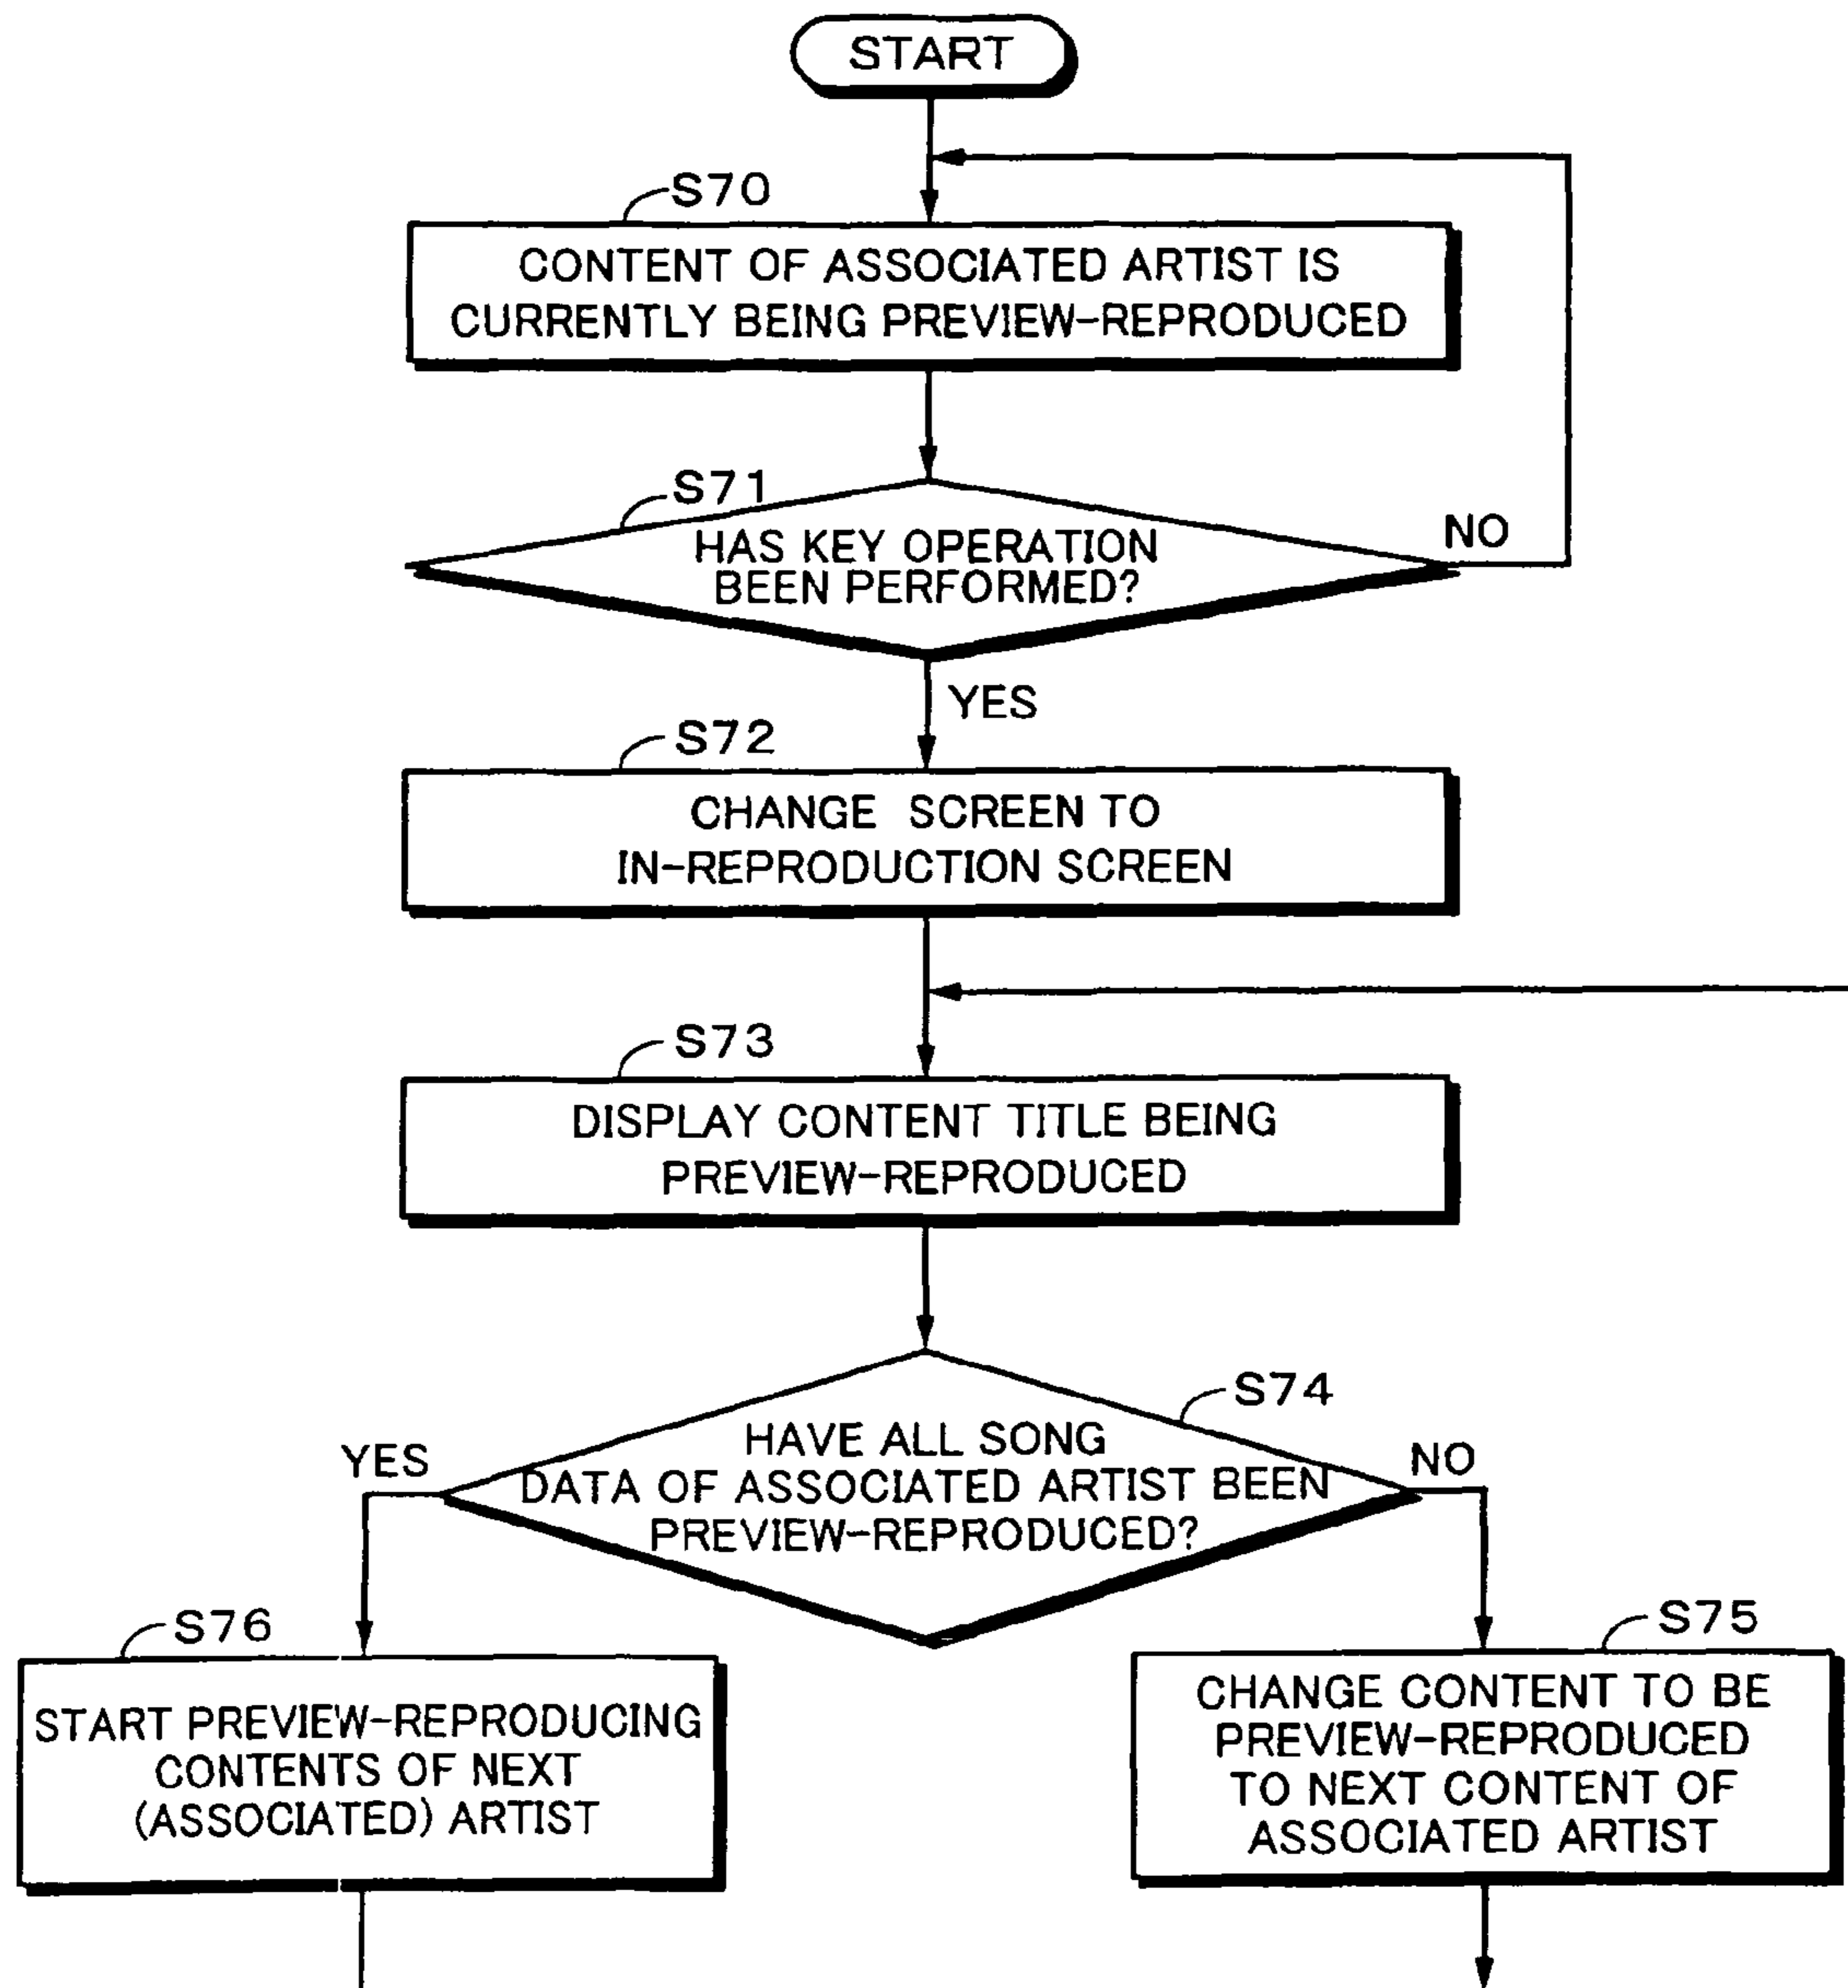 START
S70
CONTENT OF ASSOCIATED ARTIST IS
CURRENTLY BEING PREVIEW-REPRODUCED
S71
HAS KEY OPERATION
BEEN PERFORMED?
NO
YES
S72
CHANGE SCREEN TO
IN-REPRODUCTION SCREEN
S73
DISPLAY CONTENT TITLE BEING
PREVIEW-REPRODUCED
S74
HAVE ALL SONG
DATA OF ASSOCIATED ARTIST BEEN
PREVIEW-REPRODUCED?
YES
NO
S76
START PREVIEW-REPRODUCING
CONTENTS OF NEXT
(ASSOCIATED) ARTIST
S75
CHANGE CONTENT TO BE
PREVIEW-REPRODUCED
TO NEXT CONTENT OF
ASSOCIATED ARTIST